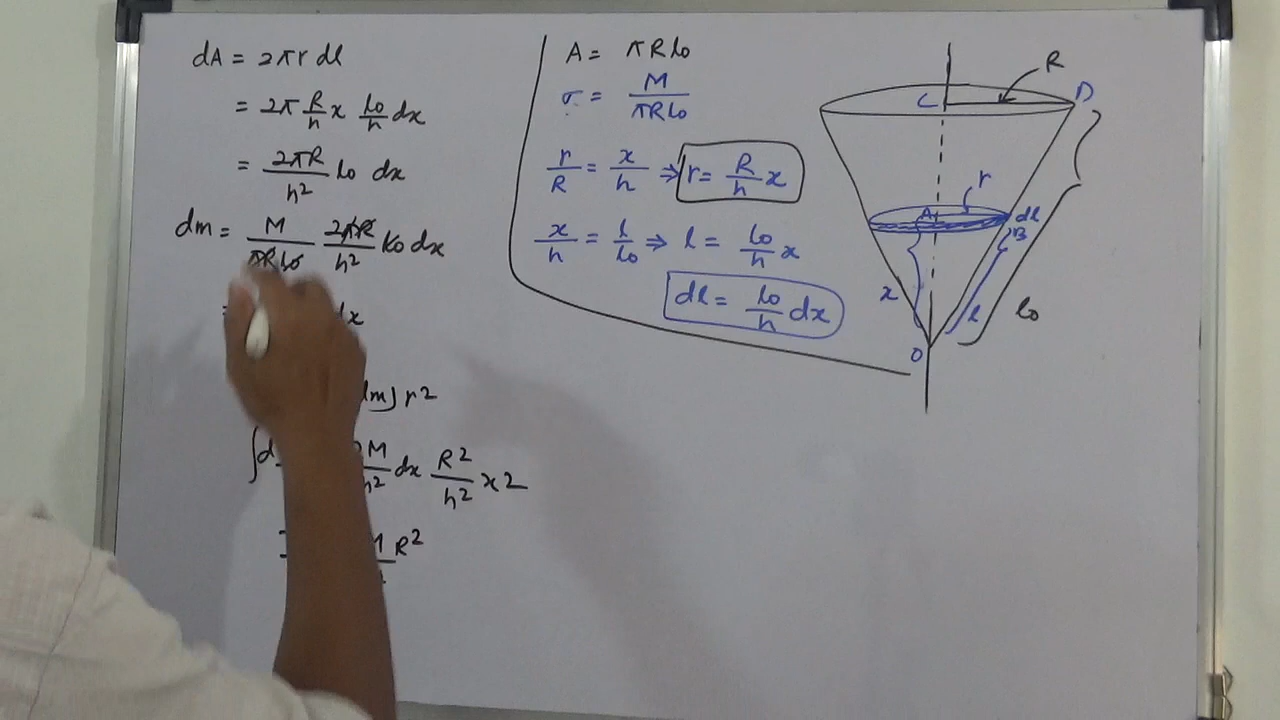 dA = 2πr dl
= 2π R/h x l₀/h dx
= 2πR/h² l₀ dx
dm = M/πRl₀ 2πR/h² l₀ dx
dx
dm) r²
∫d M/h² dx R²/h² x2
I M R²
A = πRl₀
σ = M/πRl₀
r/R = x/h ⇒ r = R/h x
x/h = l/l₀ ⇒ l = l₀/h x
dl = l₀/h dx
R
C
D
r
A
dl
B
x
l
l₀
O